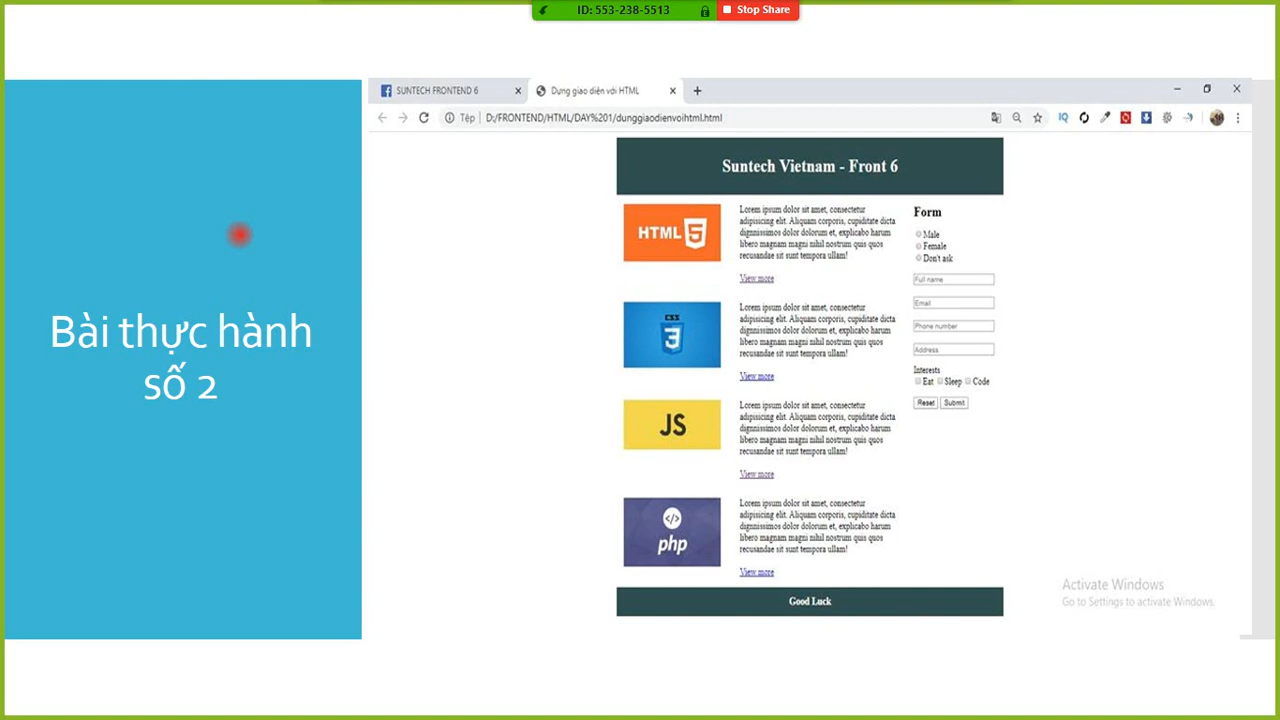 ID: 553-238-5513
Stop Share
SUNTECH FRONTEND 6
Dựng giao diện với HTML
Tệp
D:/FRONTEND/HTML/DAY%201/dunggiaodienvoihtml.html
IQ
Bài thực hành
số 2
Suntech Vietnam - Front 6
HTML 5
Lorem ipsum dolor sit amet, consectetur
adipisicing elit. Aliquam corporis, cupiditate dicta
dignissimos dolor dolorum et, explicabo harum
libero magnam magni nihil nostrum quis quos
recusandae sit sunt tempora ullam!
View more
CSS
3
Lorem ipsum dolor sit amet, consectetur
adipisicing elit. Aliquam corporis, cupiditate dicta
dignissimos dolor dolorum et, explicabo harum
libero magnam magni nihil nostrum quis quos
recusandae sit sunt tempora ullam!
View more
JS
Lorem ipsum dolor sit amet, consectetur
adipisicing elit. Aliquam corporis, cupiditate dicta
dignissimos dolor dolorum et, explicabo harum
libero magnam magni nihil nostrum quis quos
recusandae sit sunt tempora ullam!
View more
</>
php
Lorem ipsum dolor sit amet, consectetur
adipisicing elit. Aliquam corporis, cupiditate dicta
dignissimos dolor dolorum et, explicabo harum
libero magnam magni nihil nostrum quis quos
recusandae sit sunt tempora ullam!
View more
Form
Male
Female
Don't ask
Full name
Email
Phone number
Address
Interests
Eat Sleep Code
Reset Submit
Good Luck
Activate Windows
Go to Settings to activate Windows.